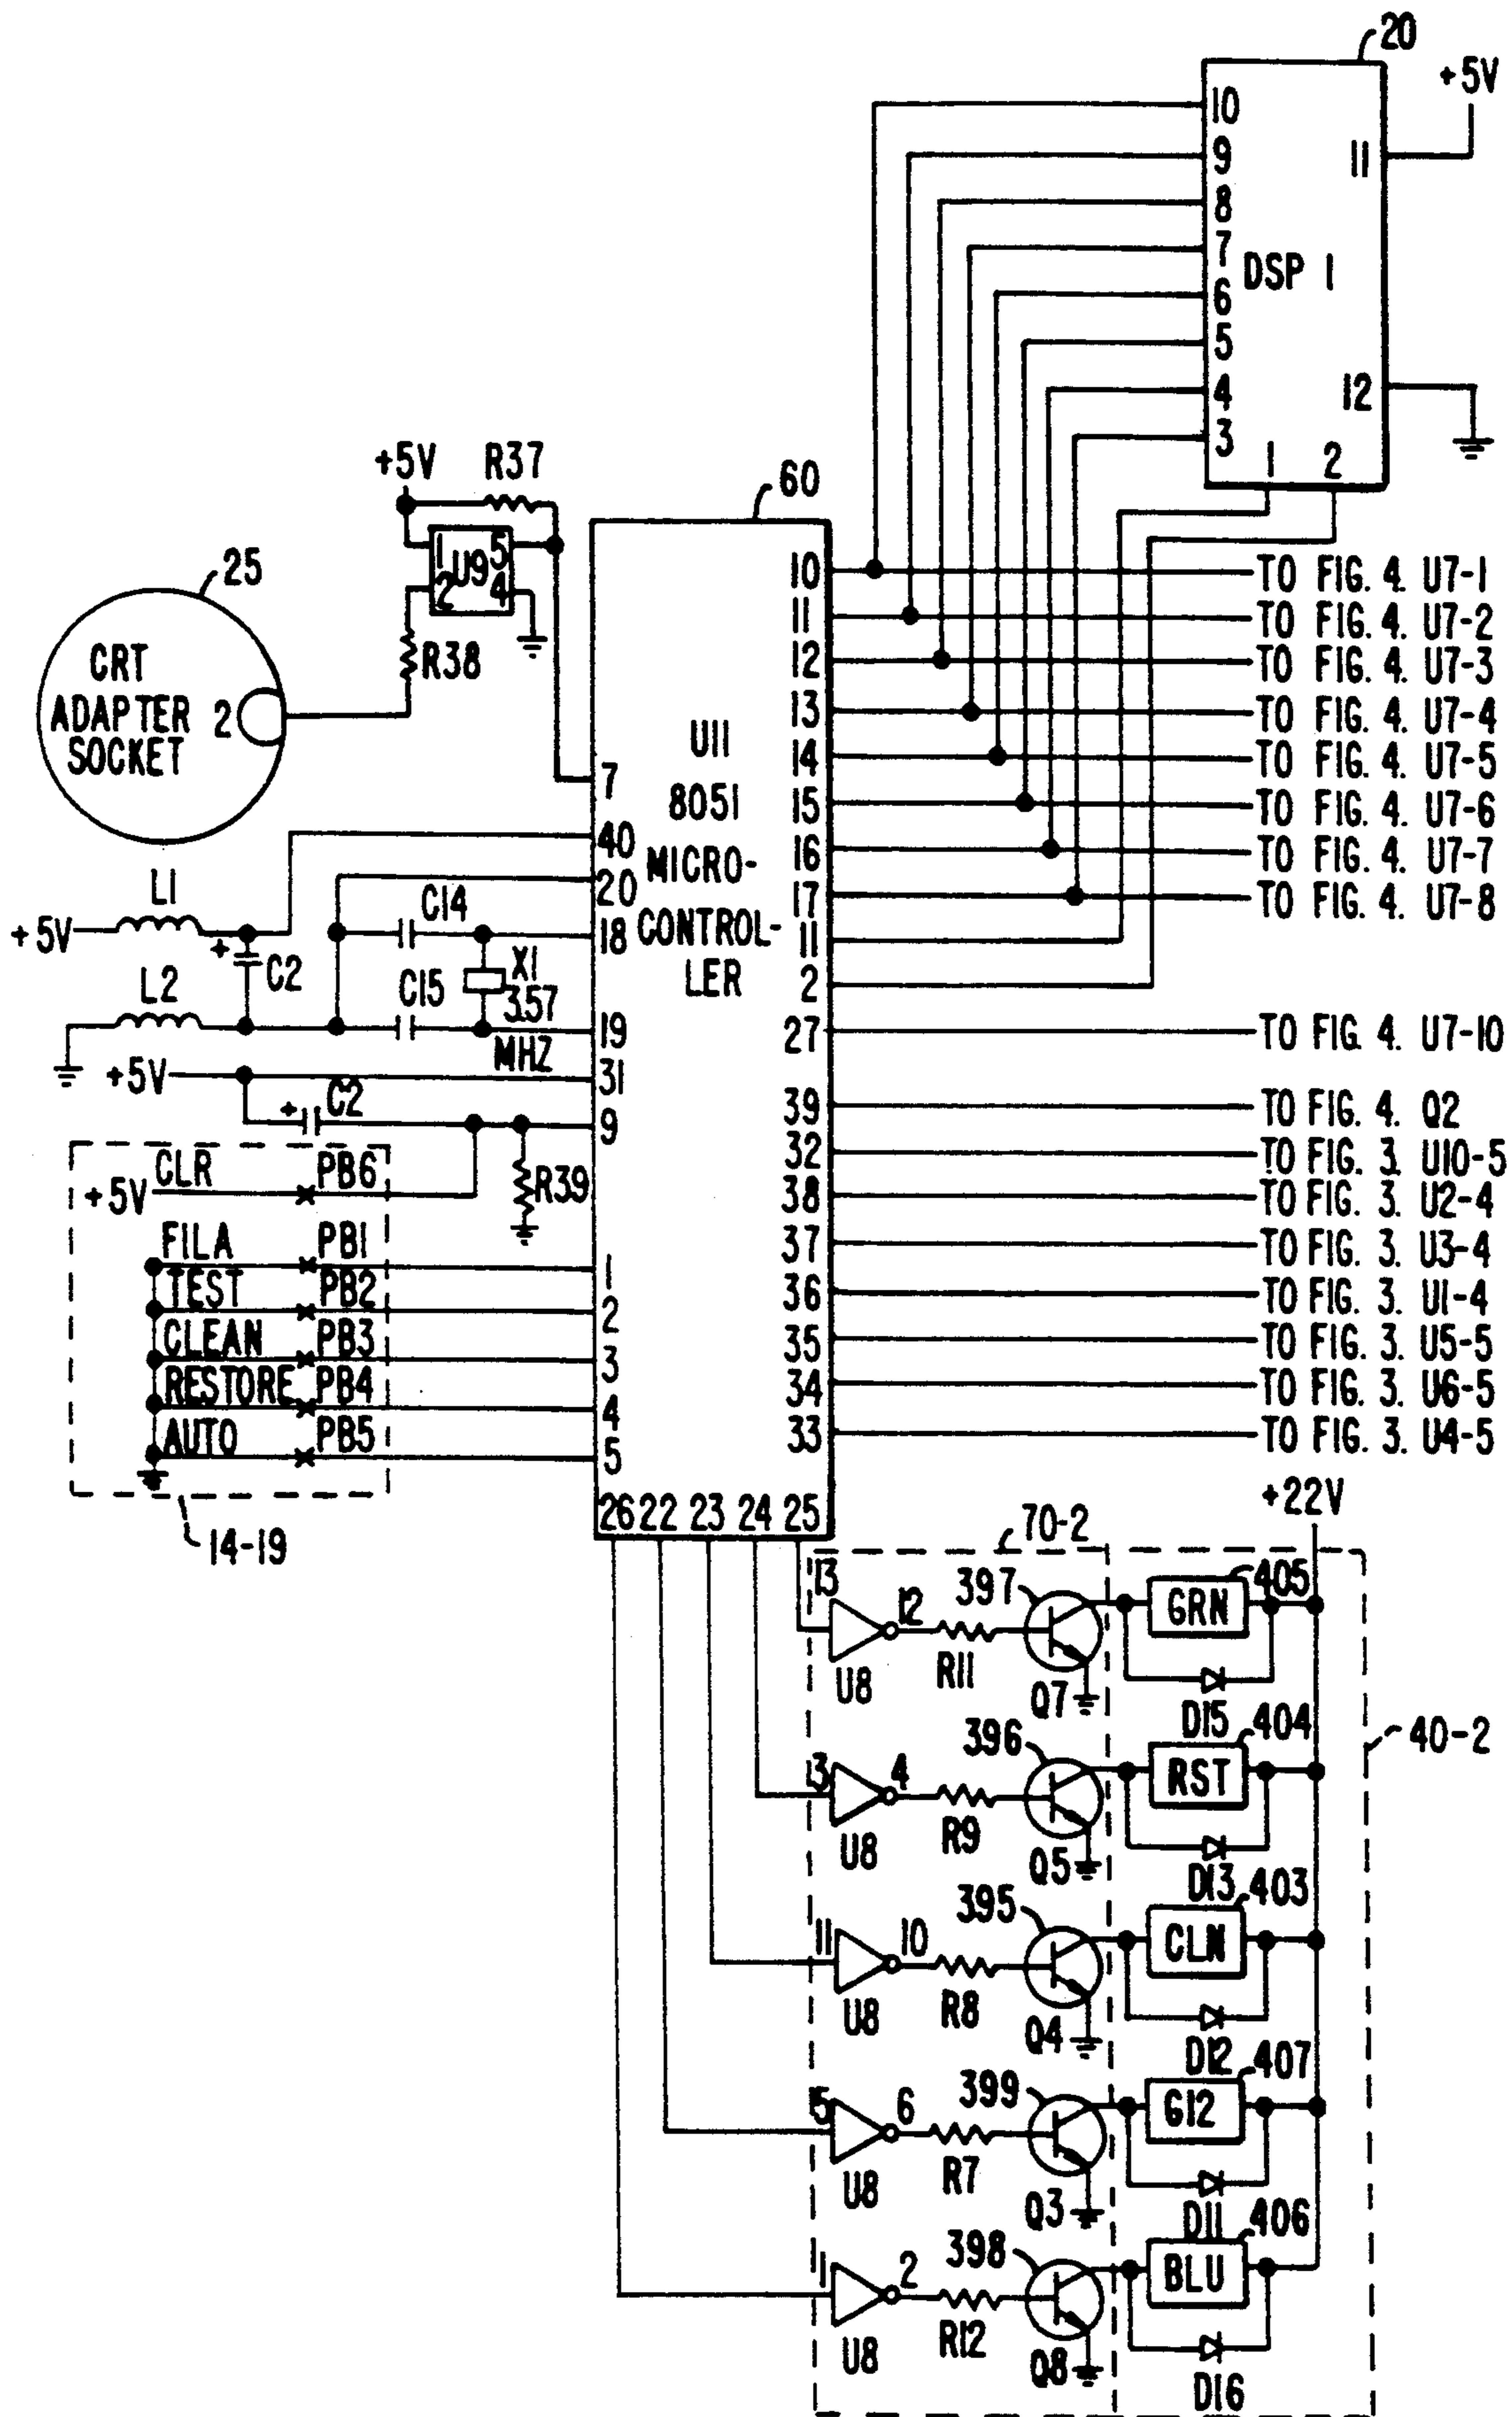 20
+5V
10
9
8
7
6
5
4
3
11
DSP 1
12
1 2
+5V R37
60
1 5
U9
2 4
25
R38
CRT
ADAPTER
SOCKET
2
U11
8051
MICRO-
CONTROL-
LER
7
40
20
18
19
31
9
1
2
3
4
5
10 TO FIG. 4. U7-1
11 TO FIG. 4. U7-2
12 TO FIG. 4. U7-3
13 TO FIG. 4. U7-4
14 TO FIG. 4. U7-5
15 TO FIG. 4. U7-6
16 TO FIG. 4. U7-7
17 TO FIG. 4. U7-8
11
2
27 TO FIG. 4. U7-10
39 TO FIG. 4. Q2
32 TO FIG. 3. U10-5
38 TO FIG. 3. U2-4
37 TO FIG. 3. U3-4
36 TO FIG. 3. U1-4
35 TO FIG. 3. U5-5
34 TO FIG. 3. U6-5
33 TO FIG. 3. U4-5
L1
+5V
+
C2
C14
L2
C15
X1
3.57
MHZ
+5V
+ C2
CLR PB6
+5V
R39
FILA PB1
TEST PB2
CLEAN PB3
RESTORE PB4
AUTO PB5
14-19
26 22 23 24 25
+22V
70-2
13 12 397 405
GRN
U8 R11 Q7
D15
3 4 396 404
RST
40-2
U8 R9 Q5
D13
11 10 395 403
CLN
U8 R8 Q4
D12
5 6 399 407
G12
U8 R7 Q3
D11
1 2 398 406
BLU
U8 R12 Q8
D16